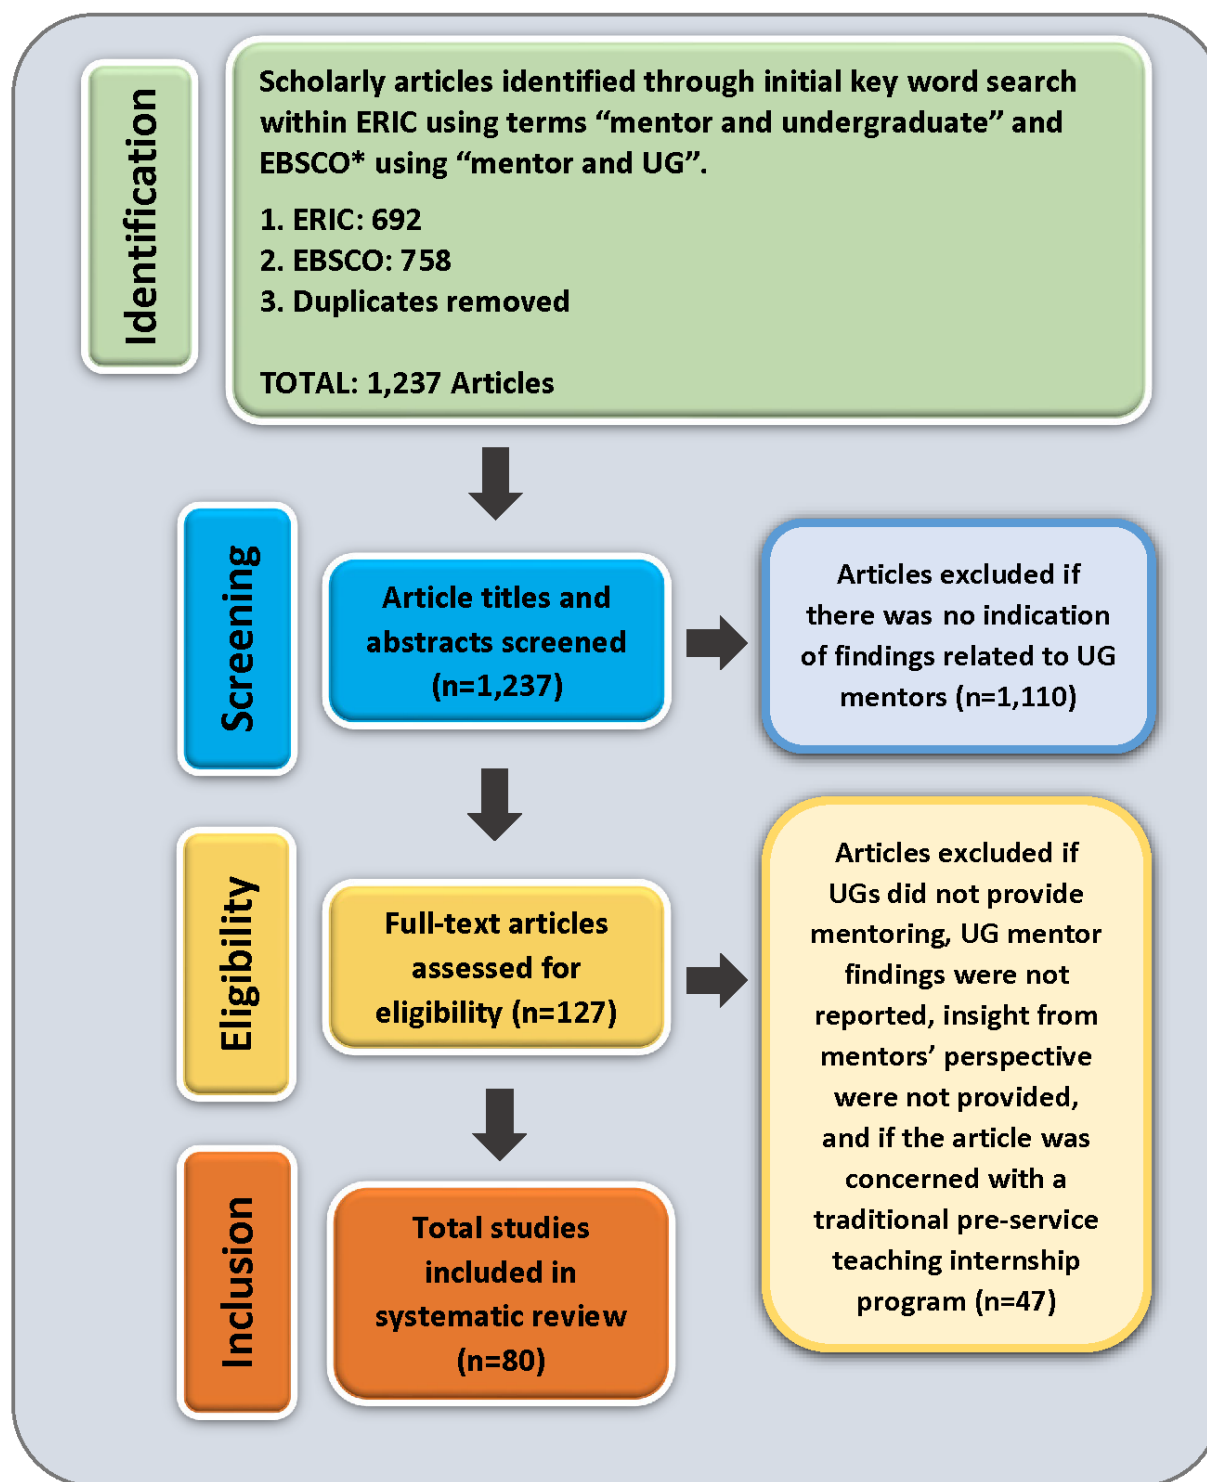 Identification
Scholarly articles identified through initial key word search
within ERIC using terms “mentor and undergraduate” and
EBSCO* using “mentor and UG”.
1. ERIC: 692
2. EBSCO: 758
3. Duplicates removed
TOTAL: 1,237 Articles
Screening
Article titles and
abstracts screened
(n=1,237)
Articles excluded if
there was no indication
of findings related to UG
mentors (n=1,110)
Eligibility
Full-text articles
assessed for
eligibility (n=127)
Articles excluded if
UGs did not provide
mentoring, UG mentor
findings were not
reported, insight from
mentors’ perspective
were not provided,
and if the article was
concerned with a
traditional pre-service
teaching internship
program (n=47)
Inclusion
Total studies
included in
systematic review
(n=80)